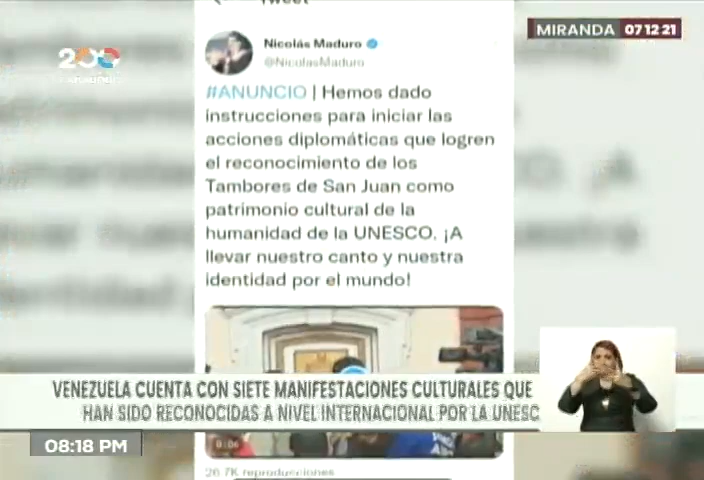 Tweet
MIRANDA 07·12·21
200
Nicolás Maduro
@NicolasMaduro
#ANUNCIO | Hemos dado
instrucciones para iniciar las
acciones diplomáticas que logren
el reconocimiento de los
Tambores de San Juan como
patrimonio cultural de la
humanidad de la UNESCO. ¡A
llevar nuestro canto y nuestra
identidad por el mundo!
VENEZUELA CUENTA CON SIETE MANIFESTACIONES CULTURALES QUE
HAN SIDO RECONOCIDAS A NIVEL INTERNACIONAL POR LA UNESC
08:18 PM
0:06
26.7K reproducciones